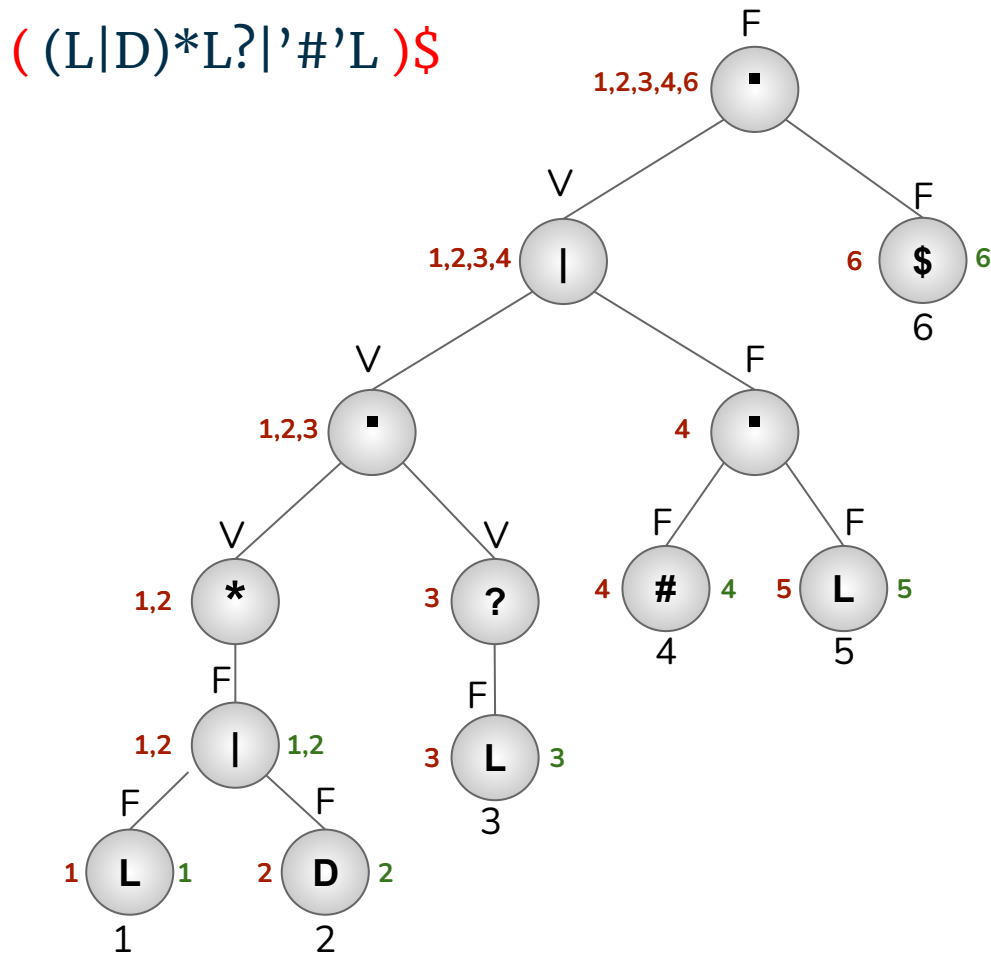 ( (L|D)*L?|’#’L )$
F
1,2,3,4,6 ▪
V F
1,2,3,4 | 6 $ 6
6
V F
1,2,3 ▪ 4 ▪
V V F F
1,2 * 3 ? 4 # 4 5 L 5
4 5
F F
1,2 | 1,2 3 L 3
F F 3
1 L 1 2 D 2
1 2